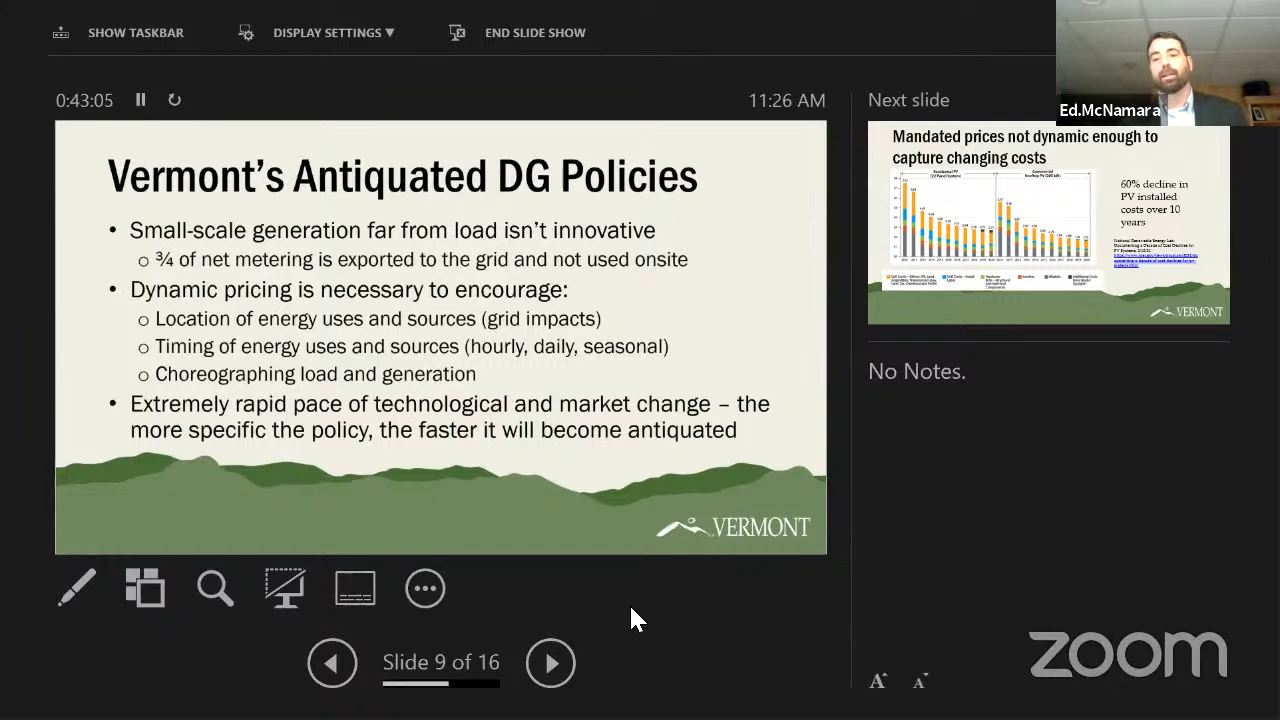 SHOW TASKBAR
DISPLAY SETTINGS ▼
END SLIDE SHOW
Ed.McNamara
0:43:05
11:26 AM
Next slide
Vermont's Antiquated DG Policies
• Small-scale generation far from load isn't innovative
o ¾ of net metering is exported to the grid and not used onsite
• Dynamic pricing is necessary to encourage:
o Location of energy uses and sources (grid impacts)
o Timing of energy uses and sources (hourly, daily, seasonal)
o Choreographing load and generation
• Extremely rapid pace of technological and market change – the
more specific the policy, the faster it will become antiquated
VERMONT
Mandated prices not dynamic enough to
capture changing costs
60% decline in
PV installed
costs over 10
years
VERMONT
No Notes.
Slide 9 of 16
A A
zoom